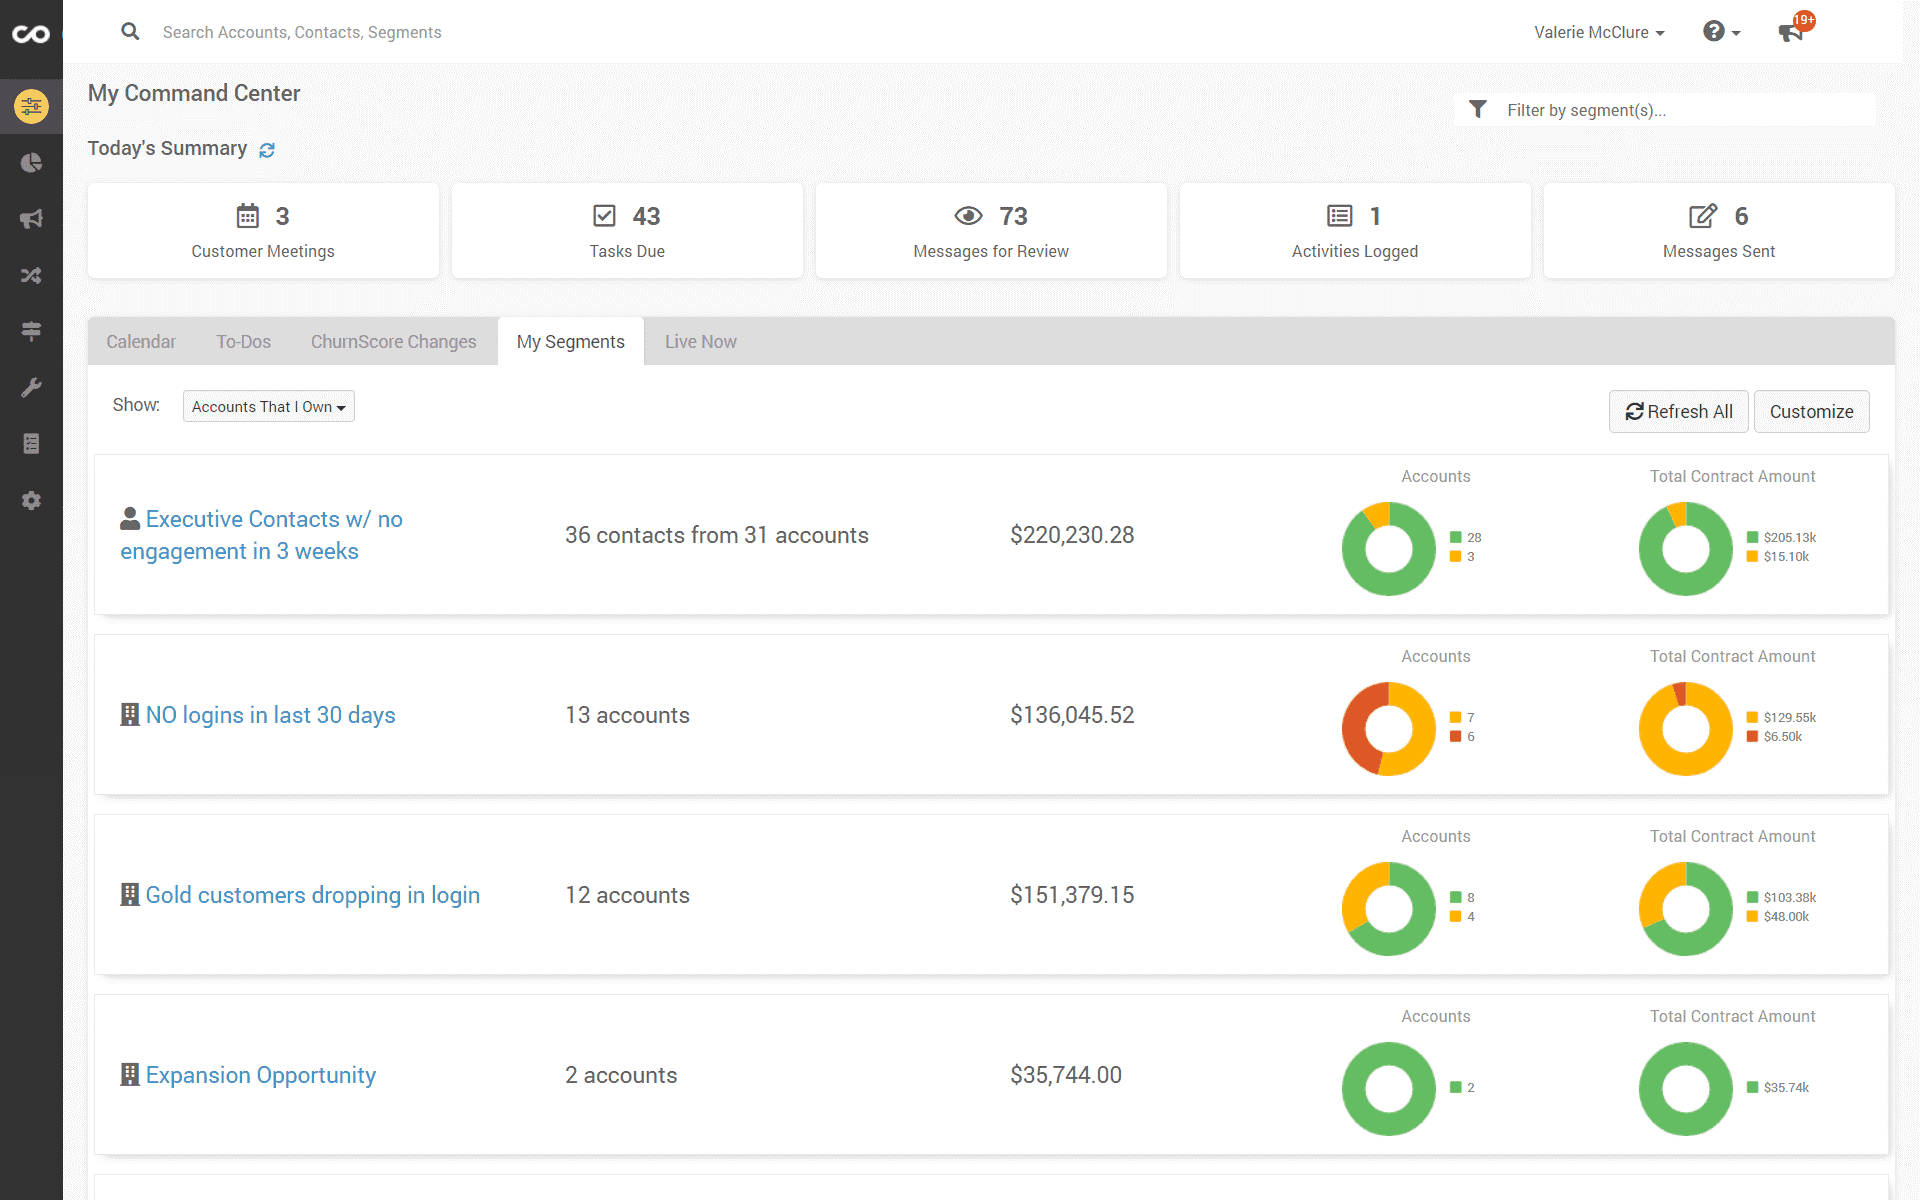 Search Accounts, Contacts, Segments
Valerie McClure
19+
My Command Center
Filter by segment(s)...
Today's Summary
3
Customer Meetings
43
Tasks Due
73
Messages for Review
1
Activities Logged
6
Messages Sent
Calendar To-Dos ChurnScore Changes My Segments Live Now
Show: Accounts That I Own
Refresh All
Customize
Executive Contacts w/ no
engagement in 3 weeks
36 contacts from 31 accounts
$220,230.28
Accounts
28
3
Total Contract Amount
$205.13k
$15.10k
NO logins in last 30 days
13 accounts
$136,045.52
Accounts
7
6
Total Contract Amount
$129.55k
$6.50k
Gold customers dropping in login
12 accounts
$151,379.15
Accounts
8
4
Total Contract Amount
$103.38k
$48.00k
Expansion Opportunity
2 accounts
$35,744.00
Accounts
2
Total Contract Amount
$35.74k